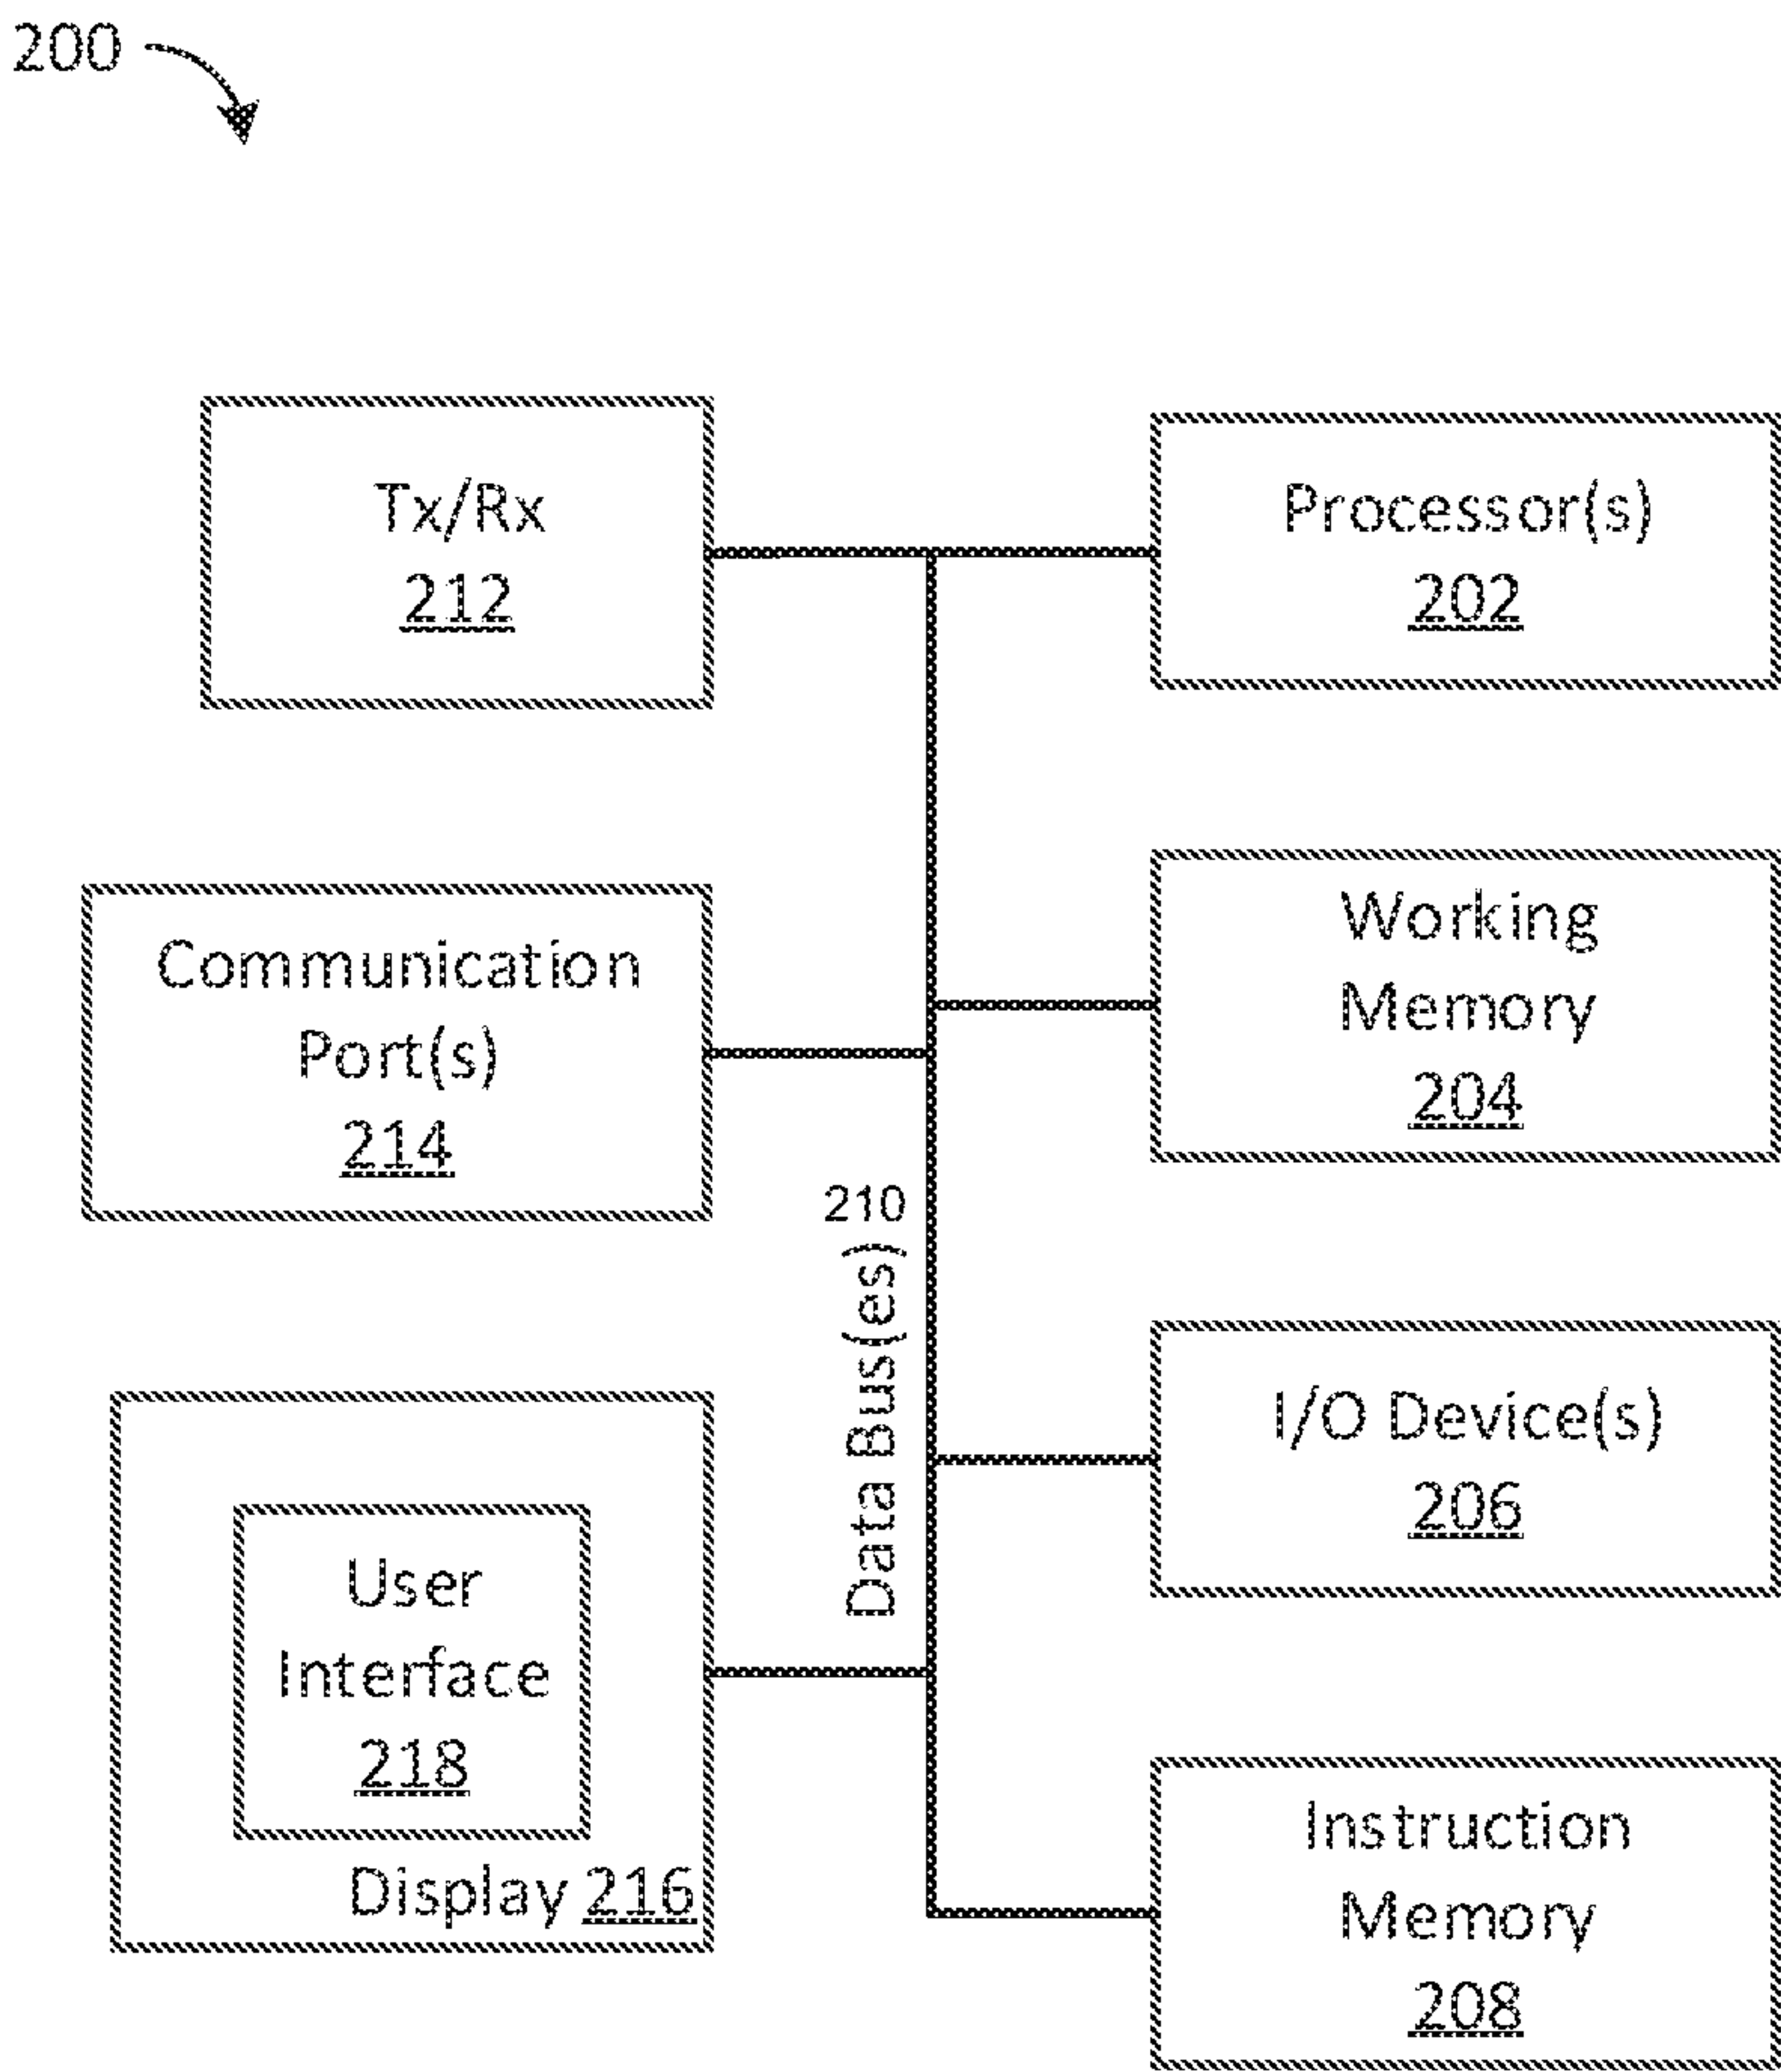 200
Tx/Rx
212
Processor(s)
202
Communication
Port(s)
214
Working
Memory
204
210
Data Bus(es)
I/O Device(s)
206
User
Interface
218
Display 216
Instruction
Memory
208